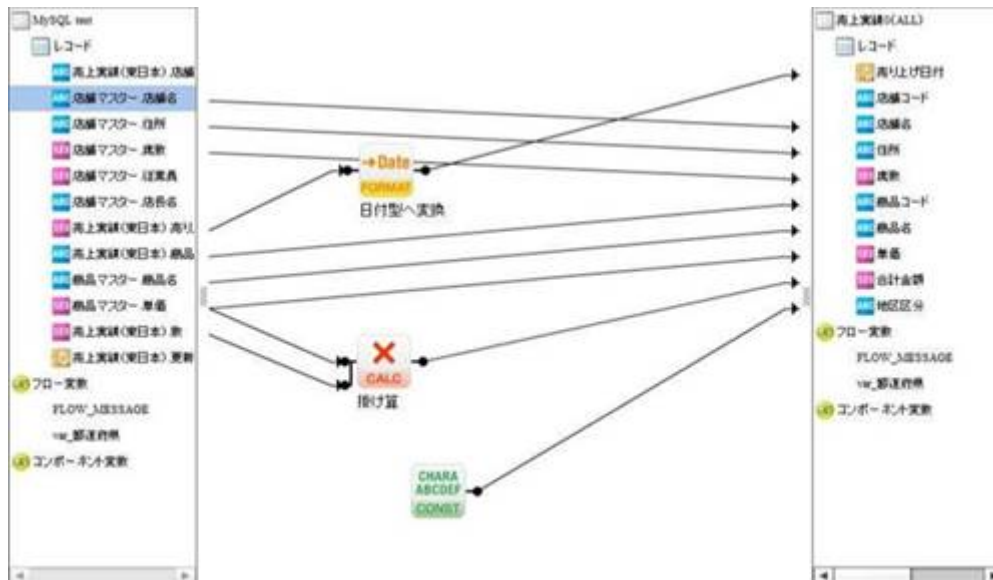 MySQL test
レコード
売上実績(東日本).店舗
店舗マスター.店舗名
店舗マスター.住所
店舗マスター.席数
店舗マスター.従業員
店舗マスター.店長名
売上実績(東日本).売り
売上実績(東日本).商品
商品マスター.商品名
商品マスター.単価
売上実績(東日本).数
売上実績(東日本).更新
フロー変数
FLOW_MESSAGE
var_都道府県
コンポーネント変数
→Date
FORMAT
日付型へ変換
CALC
掛け算
CHARA
ABCDEF
CONST
(ALL)
レコード
売り上げ日付
店舗コード
店舗名
住所
席数
商品コード
商品名
単価
合計金額
地区区分
フロー変数
FLOW_MESSAGE
var_都道府県
コンポーネント変数